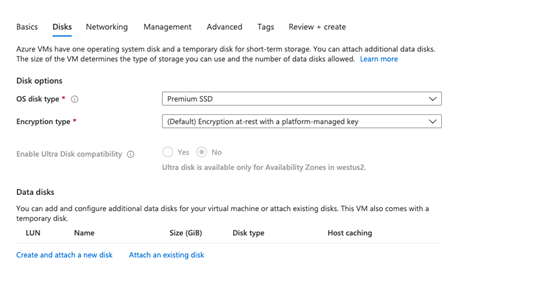 Basics Disks Networking Management Advanced Tags Review + create
Azure VMs have one operating system disk and a temporary disk for short-term storage. You can attach additional data disks.
The size of the VM determines the type of storage you can use and the number of data disks allowed. Learn more
Disk options
OS disk type * Premium SSD
Encryption type * (Default) Encryption at-rest with a platform-managed key
Enable Ultra Disk compatibility Yes No
Ultra disk is available only for Availability Zones in westus2.
Data disks
You can add and configure additional data disks for your virtual machine or attach existing disks. This VM also comes with a
temporary disk.
LUN Name Size (GiB) Disk type Host caching
Create and attach a new disk Attach an existing disk